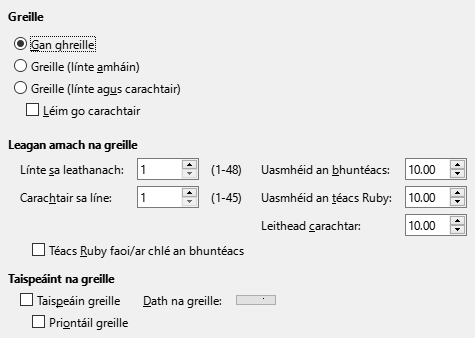 Greille
Gan ghreille
Greille (línte amháin)
Greille (línte agus carachtair)
Léim go carachtair
Leagan amach na greille
Línte sa leathanach: 1 (1-48) Uasmhéid an bhuntéacs: 10.00
Carachtair sa líne: 1 (1-45) Uasmhéid an téacs Ruby: 10.00
Leithead carachtar: 10.00
Téacs Ruby faoi/ar chlé an bhuntéacs
Taispeáint na greille
Taispeáin greille Dath na greille:
Priontáil greille